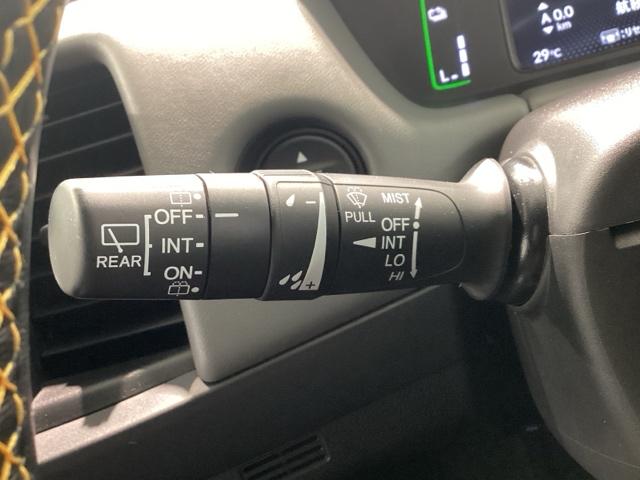 A 0.0
km
29°C
L
REAR
OFF
INT
ON
- 
+
PULL
MIST
OFF
INT
LO
HI